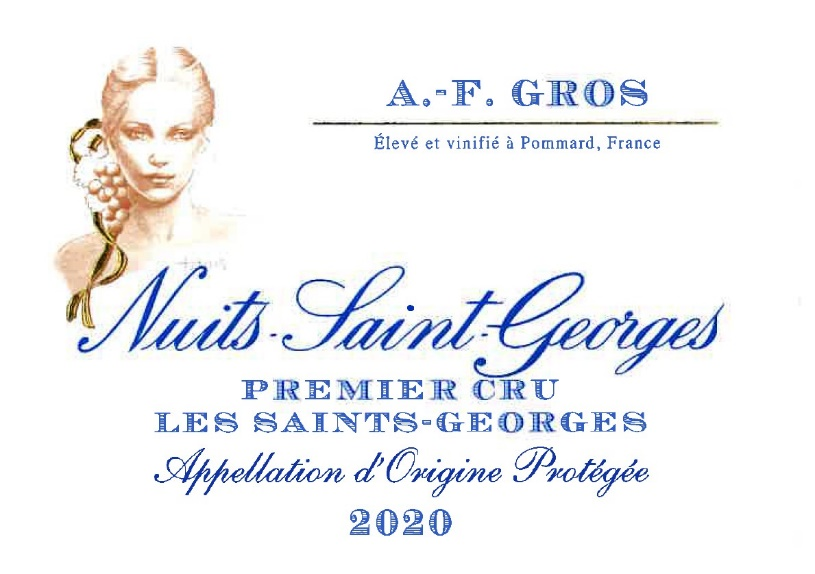 A.-F. GROS
Élevé et vinifié à Pommard, France
Nuits-Saint-Georges
PREMIER CRU
LES SAINTS-GEORGES
Appellation d'Origine Protégée
2020